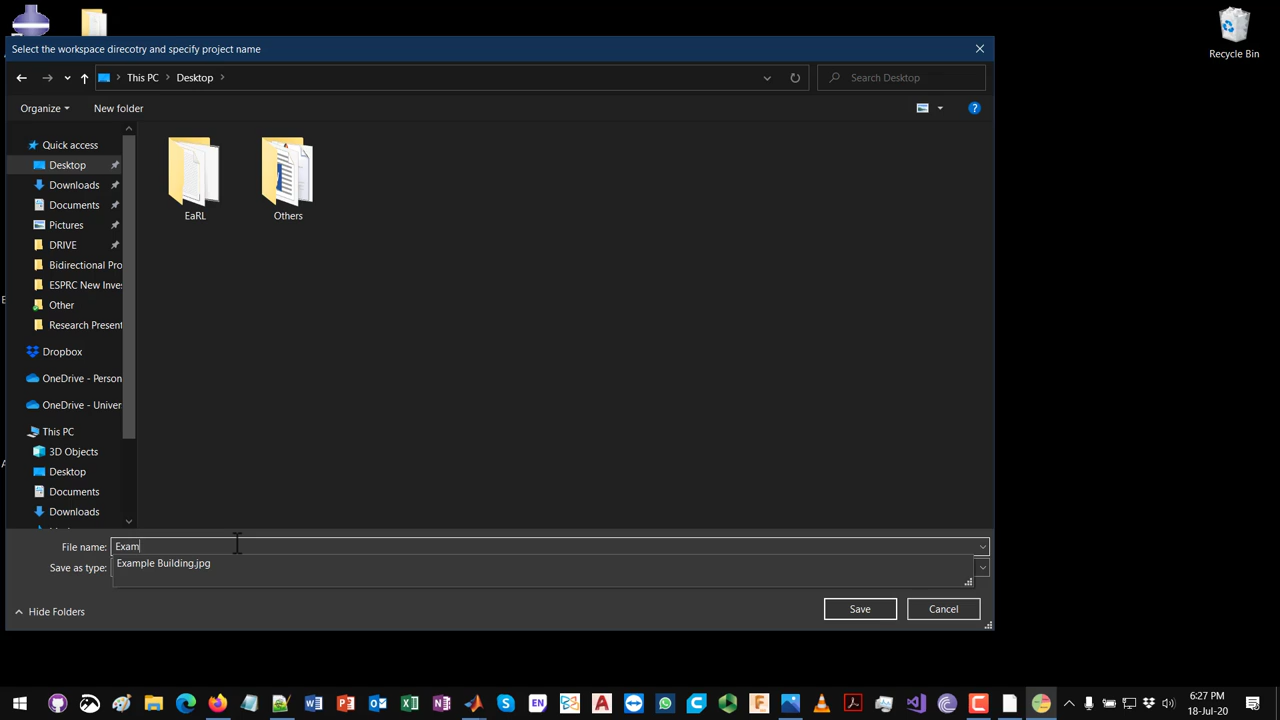 Recycle Bin
Select the workspace direcotry and specify project name
This PC
Desktop
Search Desktop
Organize
New folder
?
Quick access
Desktop
Downloads
Documents
Pictures
DRIVE
Bidirectional Pro
ESPRC New Inves
Other
Research Present
Dropbox
OneDrive - Person
OneDrive - Univer
This PC
3D Objects
Desktop
Documents
Downloads
EaRL
Others
File name:
Exam
Example Building.jpg
Save as type:
Hide Folders
Save
Cancel
EN
6:27 PM
18-Jul-20